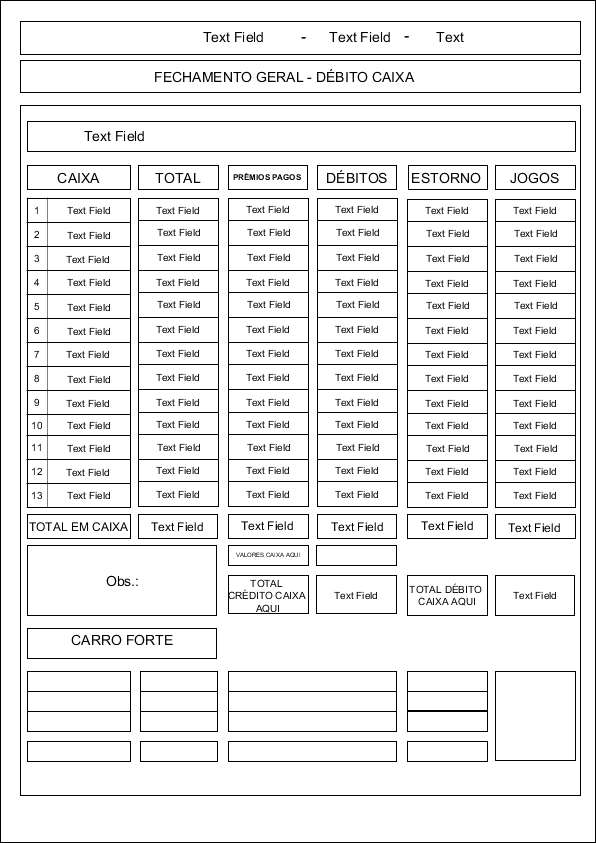 Text Field - Text Field - Text
FECHAMENTO GERAL - DÉBITO CAIXA
Text Field
CAIXA TOTAL PRÊMIOS PAGOS DÉBITOS ESTORNO JOGOS
1 Text Field Text Field Text Field Text Field Text Field Text Field
2 Text Field Text Field Text Field Text Field Text Field Text Field
3 Text Field Text Field Text Field Text Field Text Field Text Field
4 Text Field Text Field Text Field Text Field Text Field Text Field
5 Text Field Text Field Text Field Text Field Text Field Text Field
6 Text Field Text Field Text Field Text Field Text Field Text Field
7 Text Field Text Field Text Field Text Field Text Field Text Field
8 Text Field Text Field Text Field Text Field Text Field Text Field
9 Text Field Text Field Text Field Text Field Text Field Text Field
10 Text Field Text Field Text Field Text Field Text Field Text Field
11 Text Field Text Field Text Field Text Field Text Field Text Field
12 Text Field Text Field Text Field Text Field Text Field Text Field
13 Text Field Text Field Text Field Text Field Text Field Text Field
TOTAL EM CAIXA Text Field Text Field Text Field Text Field Text Field
VALORES CAIXA AQUI
Obs.:
TOTAL
CRÉDITO CAIXA
AQUI
Text Field
TOTAL DÉBITO
CAIXA AQUI
Text Field
CARRO FORTE